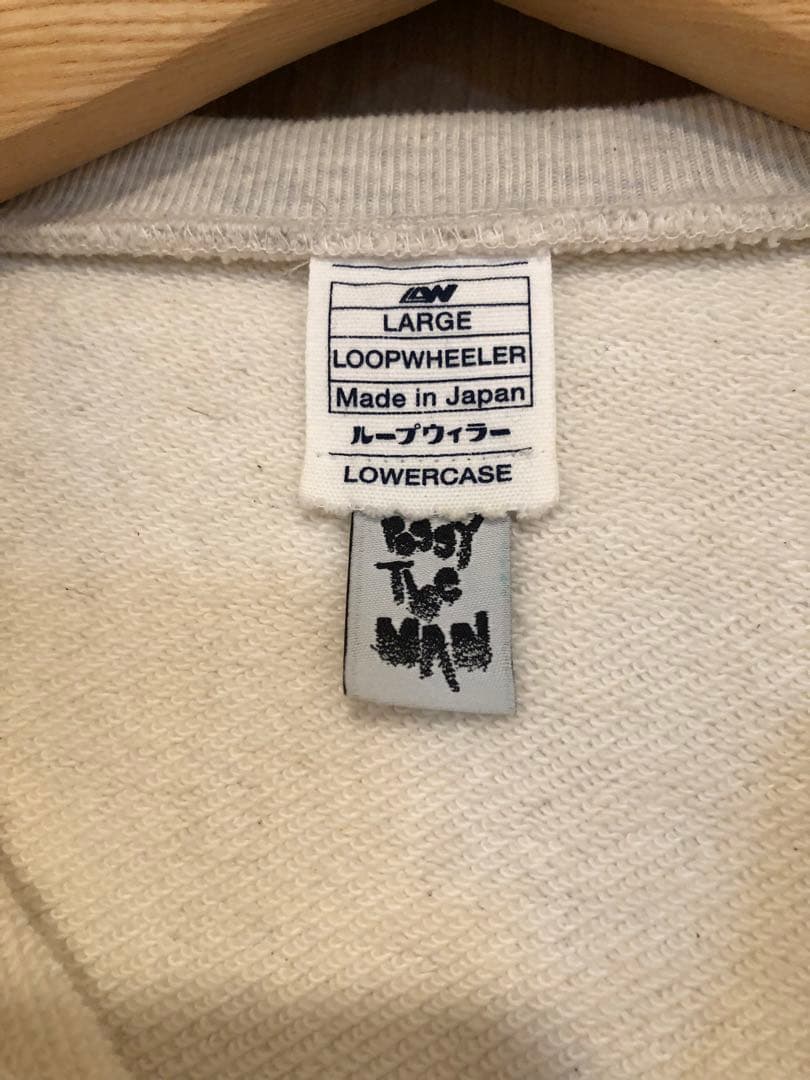 LW
LARGE
LOOPWHEELER
Made in Japan
ループウィラー
LOWERCASE
POGGY
The
MAN